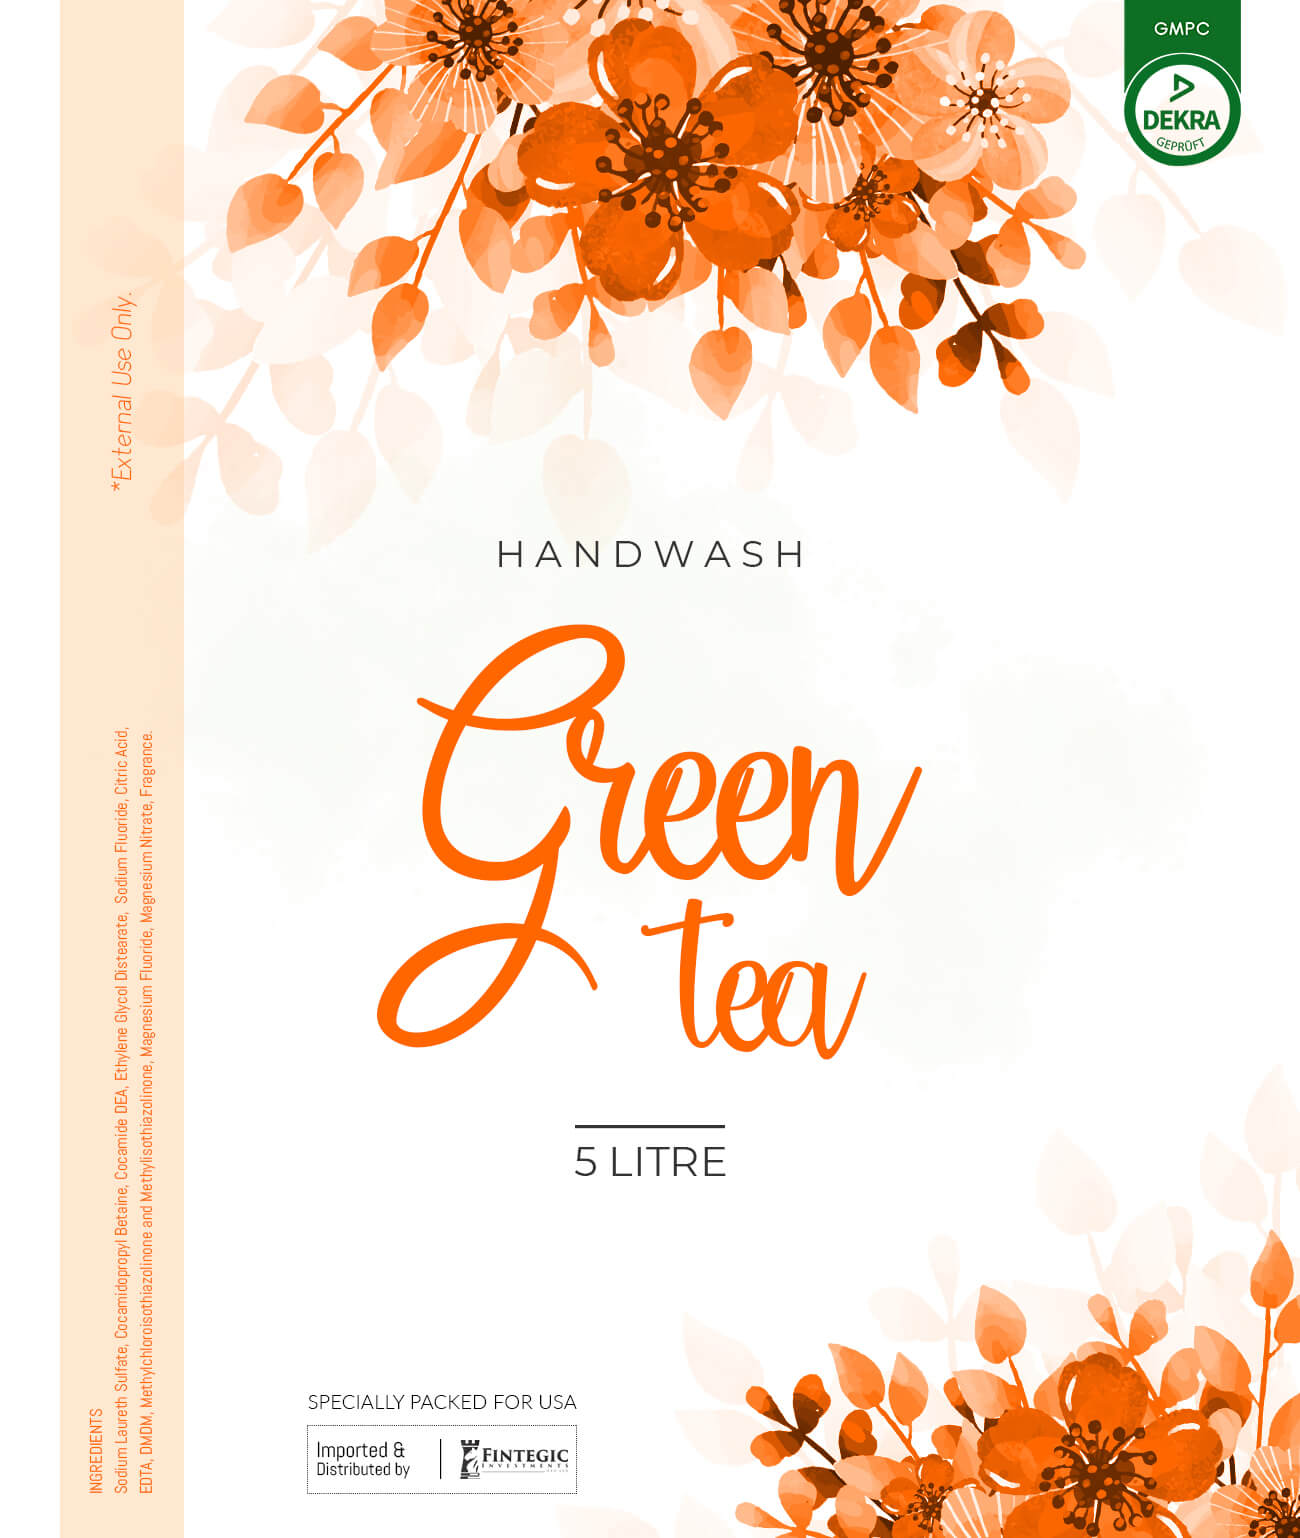 GMPC
DEKRA
GEPRÜFT
*External Use Only.
HANDWASH
Green
tea
5 LITRE
INGREDIENTS
Sodium Laureth Sulfate, Cocamidopropyl Betaine, Cocamide DEA, Ethylene Glycol Distearate, Sodium Fluoride, Citric Acid,
EDTA, DMDM, Methylchloroisothiazolinone and Methylisothiazolinone, Magnesium Fluoride, Magnesium Nitrate, Fragrance.
SPECIALLY PACKED FOR USA
Imported &
Distributed by
FINTEGIC
INVESTMENTS